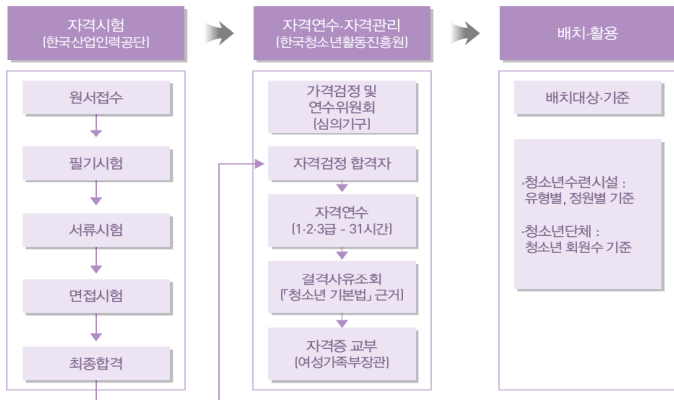 자격시험
(한국산업인력공단)
원서접수
필기시험
서류시험
면접시험
최종합격
자격연수·자격관리
(한국청소년활동진흥원)
가격검정 및
연수위원회
(심의기구)
자격검정 합격자
자격연수
(1·2·3급 - 31시간)
결격사유조회
(「청소년 기본법」 근거)
자격증 교부
(여성가족부장관)
배치·활용
배치대상·기준
·청소년수련시설 :
유형별, 정원별 기준
·청소년단체 :
청소년 회원수 기준